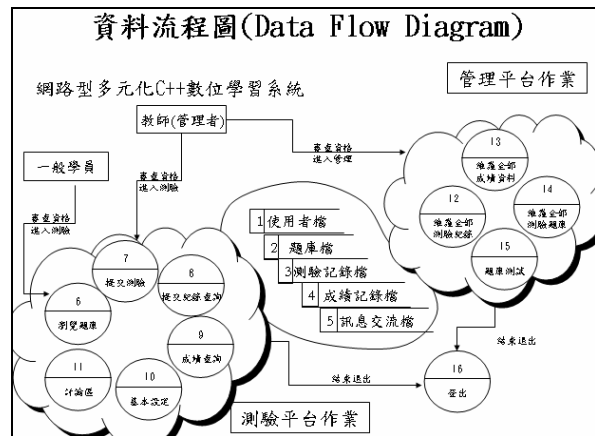 資料流程圖(Data Flow Diagram)
網路型多元化C++數位學習系統
管理平台作業
教師(管理者)
一般學員
審查資格
進入管理
審查資格
進入測驗
審查資格
進入測驗
13
維護全部
成績資料
12
維護全部
測驗紀錄
14
維護全部
測驗題庫
15
題庫測試
1 使用者檔
2 題庫檔
3 測驗記錄檔
4 成績記錄檔
5 訊息交流檔
7
提交測驗
8
提交紀錄查詢
6
瀏覽題庫
9
成績查詢
11
討論區
10
基本設定
結束退出
結束退出
16
登出
測驗平台作業